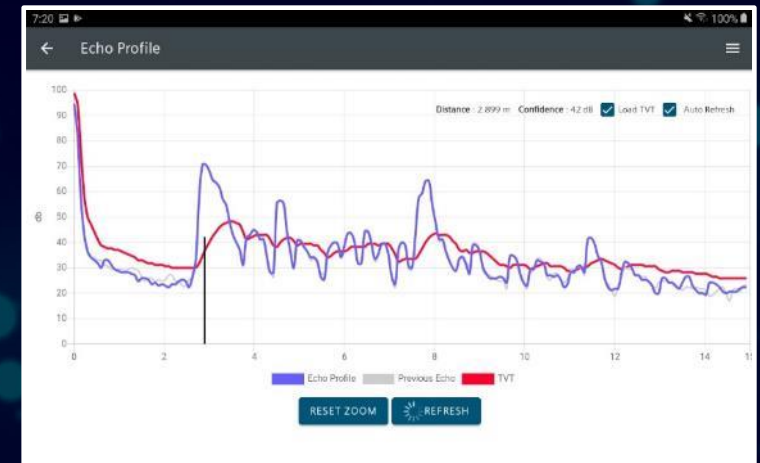 7:20 100%
Echo Profile
Distance : 2.899 m Confidence : 42 dB Load TVT Auto Refresh
100
90
80
70
60
50
40
30
20
10
0
dB
0 2 4 6 8 10 12 14 15
Echo Profile Previous Echo TVT
RESET ZOOM REFRESH